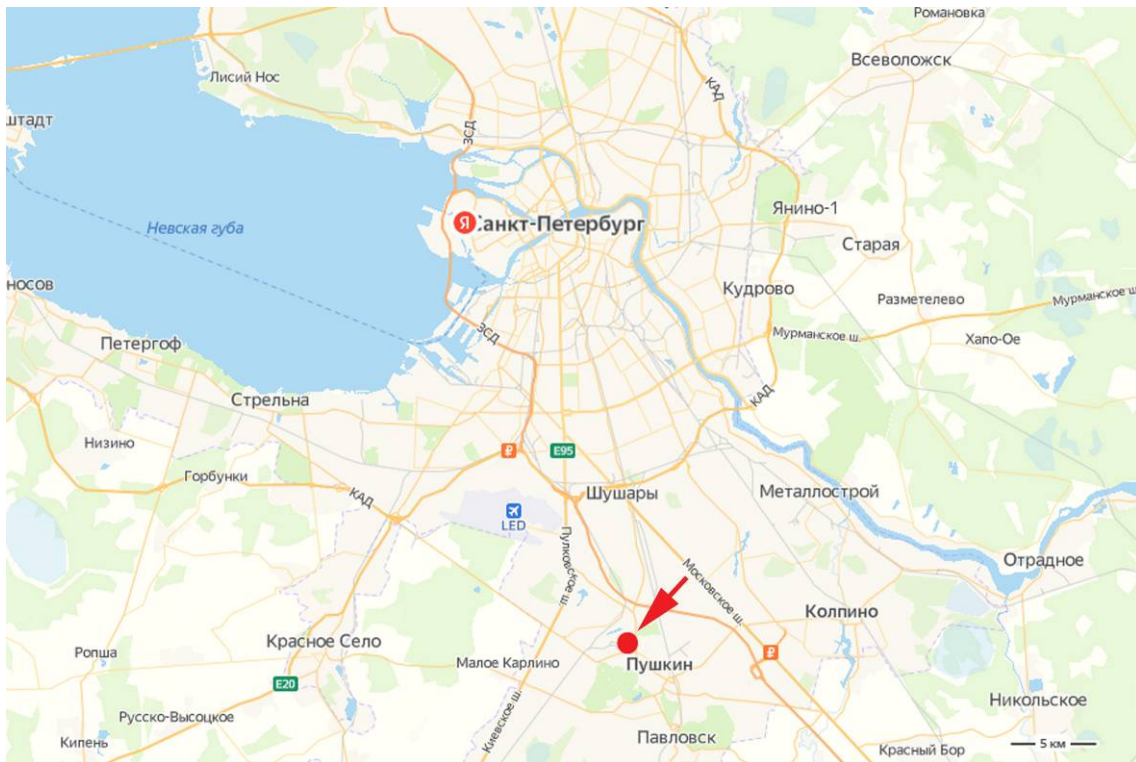 Романовка
Всеволожск
Лисий Нос
КАД
штадт
ЗСД
Янино-1
Я
Санкт-Петербург
Невская губа
Старая
носов
Кудрово
Разметелево
Мурманское ш.
Мурманское ш.
Хапо-Ое
Петергоф
ЗСД
Стрельна
КАД
Низино
₽
E95
Горбунки
КАД
Шушары
Металлострой
LED
Пулковское ш.
Отрадное
Московское ш.
Колпино
Красное Село
Ропша
Малое Карлино
Пушкин
₽
E20
Никольское
Русско-Высоцкое
Киевское ш.
Павловск
Кипень
Красный Бор
5 км